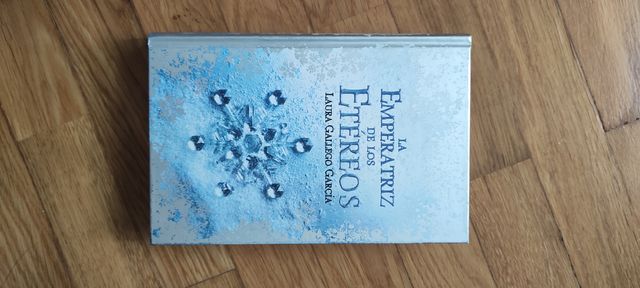 LA
EMPERATRIZ
DE LOS
ETÉREOS
LAURA GALLEGO GARCÍA